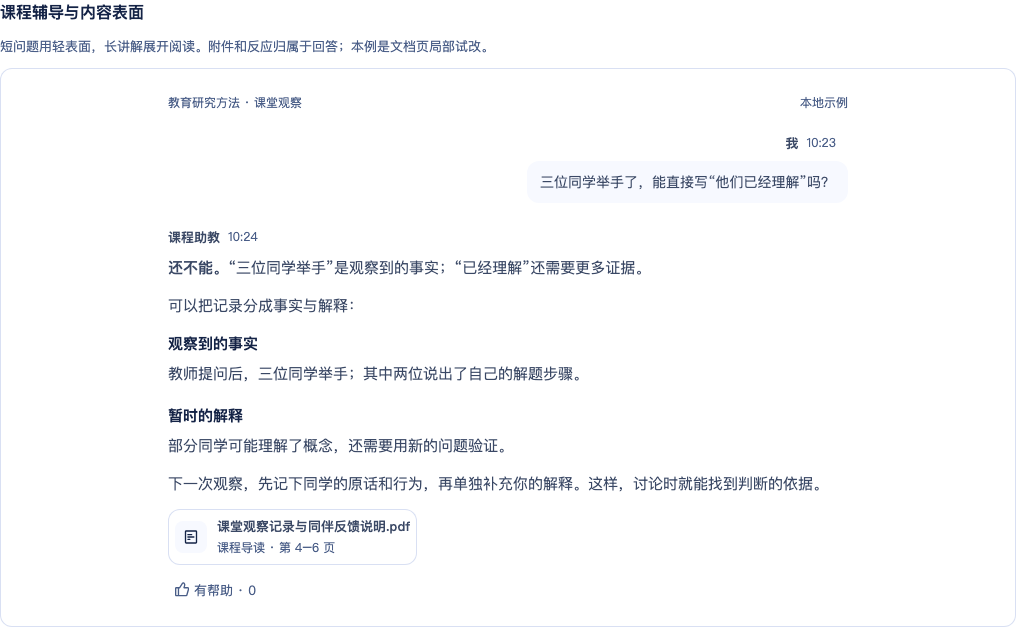 课程辅导与内容表面
短问题用轻表面，长讲解展开阅读。附件和反应归属于回答；本例是文档页局部试改。
教育研究方法 · 课堂观察
本地示例
我 10:23
三位同学举手了，能直接写“他们已经理解”吗？
课程助教 10:24
还不能。“三位同学举手”是观察到的事实；“已经理解”还需要更多证据。
可以把记录分成事实与解释：
观察到的事实
教师提问后，三位同学举手；其中两位说出了自己的解题步骤。
暂时的解释
部分同学可能理解了概念，还需要用新的问题验证。
下一次观察，先记下同学的原话和行为，再单独补充你的解释。这样，讨论时就能找到判断的依据。
课堂观察记录与同伴反馈说明.pdf
课程导读 · 第 4–6 页
有帮助 · 0